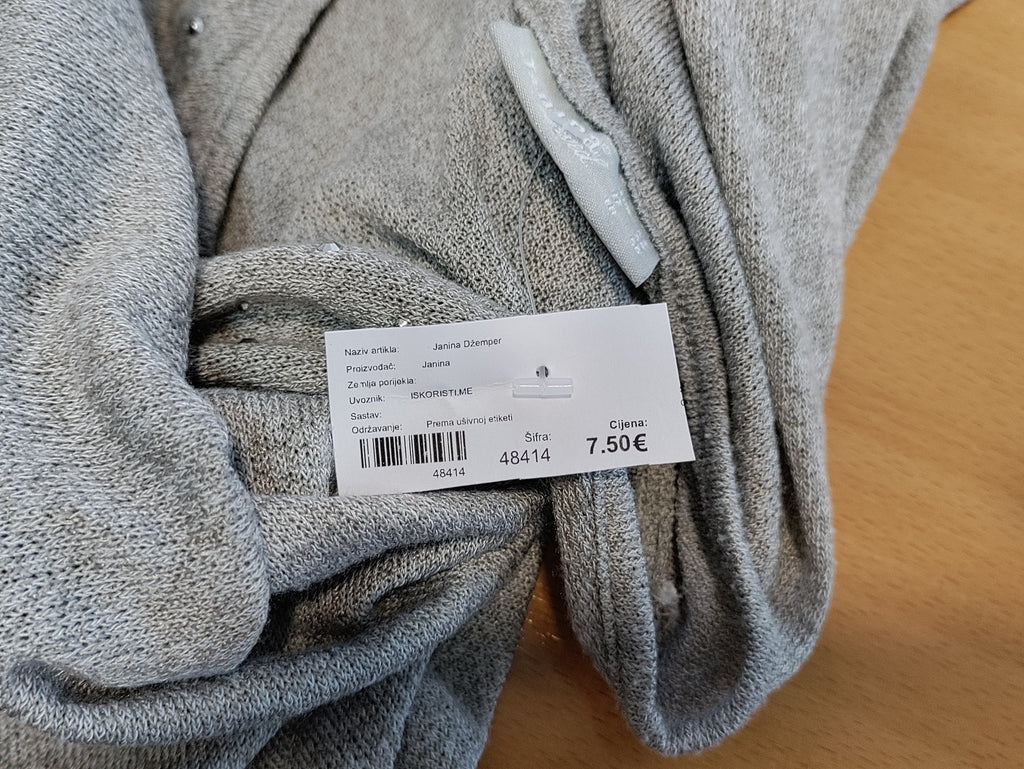 Naziv artikla: Janina Džemper
Proizvođač: Janina
Zemlja porijekla:
Uvoznik: ISKORISTI.ME
Sastav:
Održavanje: Prema ušivnoj etiketi
48414
Šifra:
48414
Cijena:
7.50€